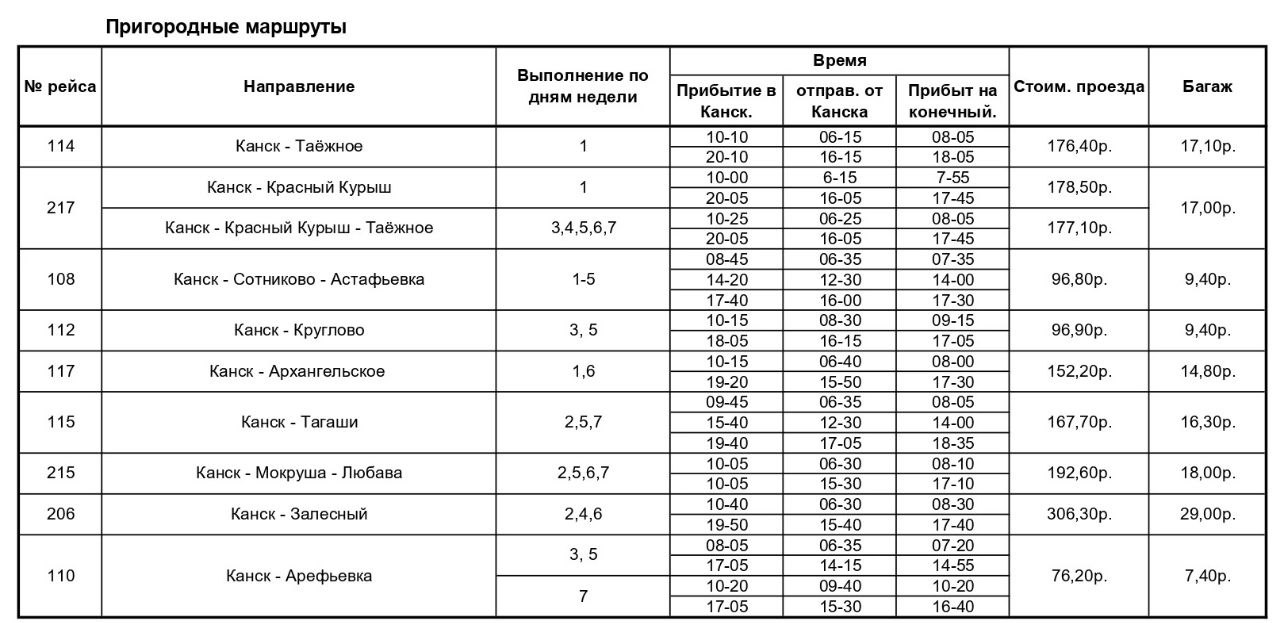 Пригородные маршруты
№ рейса Направление Выполнение по дням недели Время Стоим. проезда Багаж
Прибытие в Канск. отправ. от Канска Прибыт на конечный.
114 Канск - Таёжное 1 10-10 06-15 08-05 176,40р. 17,10р.
20-10 16-15 18-05
217 Канск - Красный Курыш 1 10-00 6-15 7-55 178,50р. 17,00р.
20-05 16-05 17-45
Канск - Красный Курыш - Таёжное 3,4,5,6,7 10-25 06-25 08-05 177,10р.
20-05 16-05 17-45
108 Канск - Сотниково - Астафьевка 1-5 08-45 06-35 07-35 96,80р. 9,40р.
14-20 12-30 14-00
17-40 16-00 17-30
112 Канск - Круглово 3, 5 10-15 08-30 09-15 96,90р. 9,40р.
18-05 16-15 17-05
117 Канск - Архангельское 1,6 10-15 06-40 08-00 152,20р. 14,80р.
19-20 15-50 17-30
115 Канск - Тагаши 2,5,7 09-45 06-35 08-05 167,70р. 16,30р.
15-40 12-30 14-00
19-40 17-05 18-35
215 Канск - Мокруша - Любава 2,5,6,7 10-05 06-30 08-10 192,60р. 18,00р.
10-05 15-30 17-10
206 Канск - Залесный 2,4,6 10-40 06-30 08-30 306,30р. 29,00р.
19-50 15-40 17-40
110 Канск - Арефьевка 3, 5 08-05 06-35 07-20 76,20р. 7,40р.
17-05 14-15 14-55
7 10-20 09-40 10-20
17-05 15-30 16-40